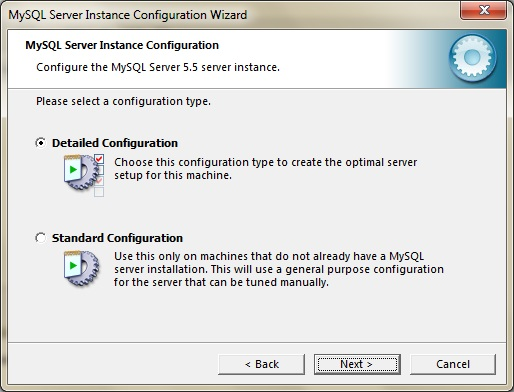 MySQL Server Instance Configuration Wizard
MySQL Server Instance Configuration
Configure the MySQL Server 5.5 server instance.
Please select a configuration type.
Detailed Configuration
Choose this configuration type to create the optimal server
setup for this machine.
Standard Configuration
Use this only on machines that do not already have a MySQL
server installation. This will use a general purpose configuration
for the server that can be tuned manually.
< Back
Next >
Cancel